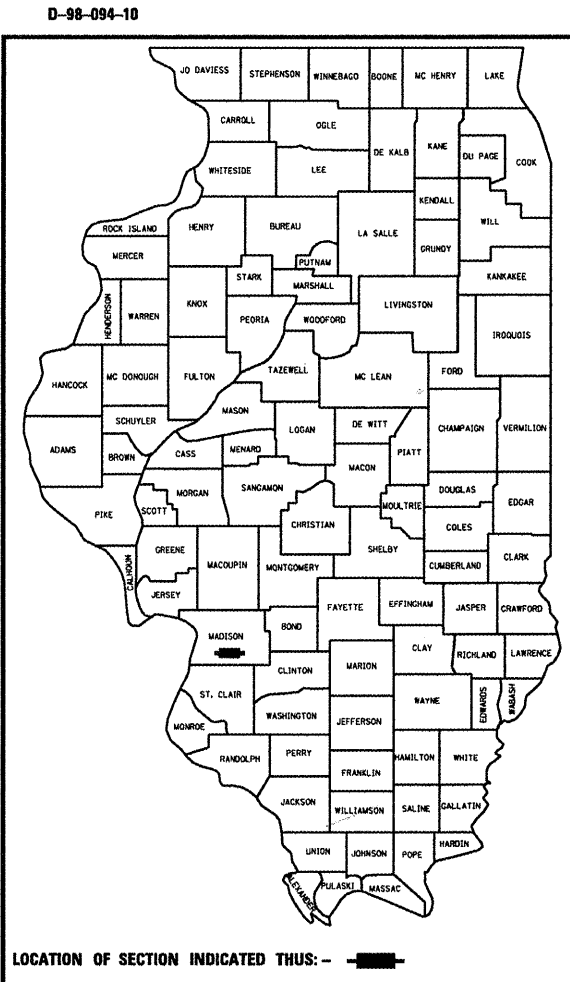 D-98-094-10
JO DAVIESS
STEPHENSON
WINNEBAGO
BOONE
MC HENRY
LAKE
CARROLL
OGLE
DE KALB
KANE
DU PAGE
COOK
WHITESIDE
LEE
KENDALL
WILL
ROCK ISLAND
HENRY
BUREAU
LA SALLE
GRUNDY
MERCER
PUTNAM
KANKAKEE
STARK
MARSHALL
HENDERSON
WARREN
KNOX
PEORIA
WOODFORD
LIVINGSTON
IROQUOIS
HANCOCK
MC DONOUGH
FULTON
TAZEWELL
MC LEAN
FORD
MASON
SCHUYLER
LOGAN
DE WITT
CHAMPAIGN
VERMILION
ADAMS
BROWN
CASS
MENARD
MACON
PIATT
PIKE
SCOTT
MORGAN
SANGAMON
MOULTRIE
DOUGLAS
EDGAR
CHRISTIAN
COLES
CALHOUN
GREENE
MACOUPIN
MONTGOMERY
SHELBY
CUMBERLAND
CLARK
JERSEY
FAYETTE
EFFINGHAM
JASPER
CRAWFORD
MADISON
BOND
CLAY
RICHLAND
LAWRENCE
CLINTON
MARION
ST. CLAIR
WAYNE
EDWARDS
WABASH
WASHINGTON
JEFFERSON
MONROE
RANDOLPH
PERRY
HAMILTON
WHITE
FRANKLIN
JACKSON
WILLIAMSON
SALINE
GALLATIN
UNION
JOHNSON
POPE
HARDIN
ALEXANDER
PULASKI
MASSAC
LOCATION OF SECTION INDICATED THUS: -